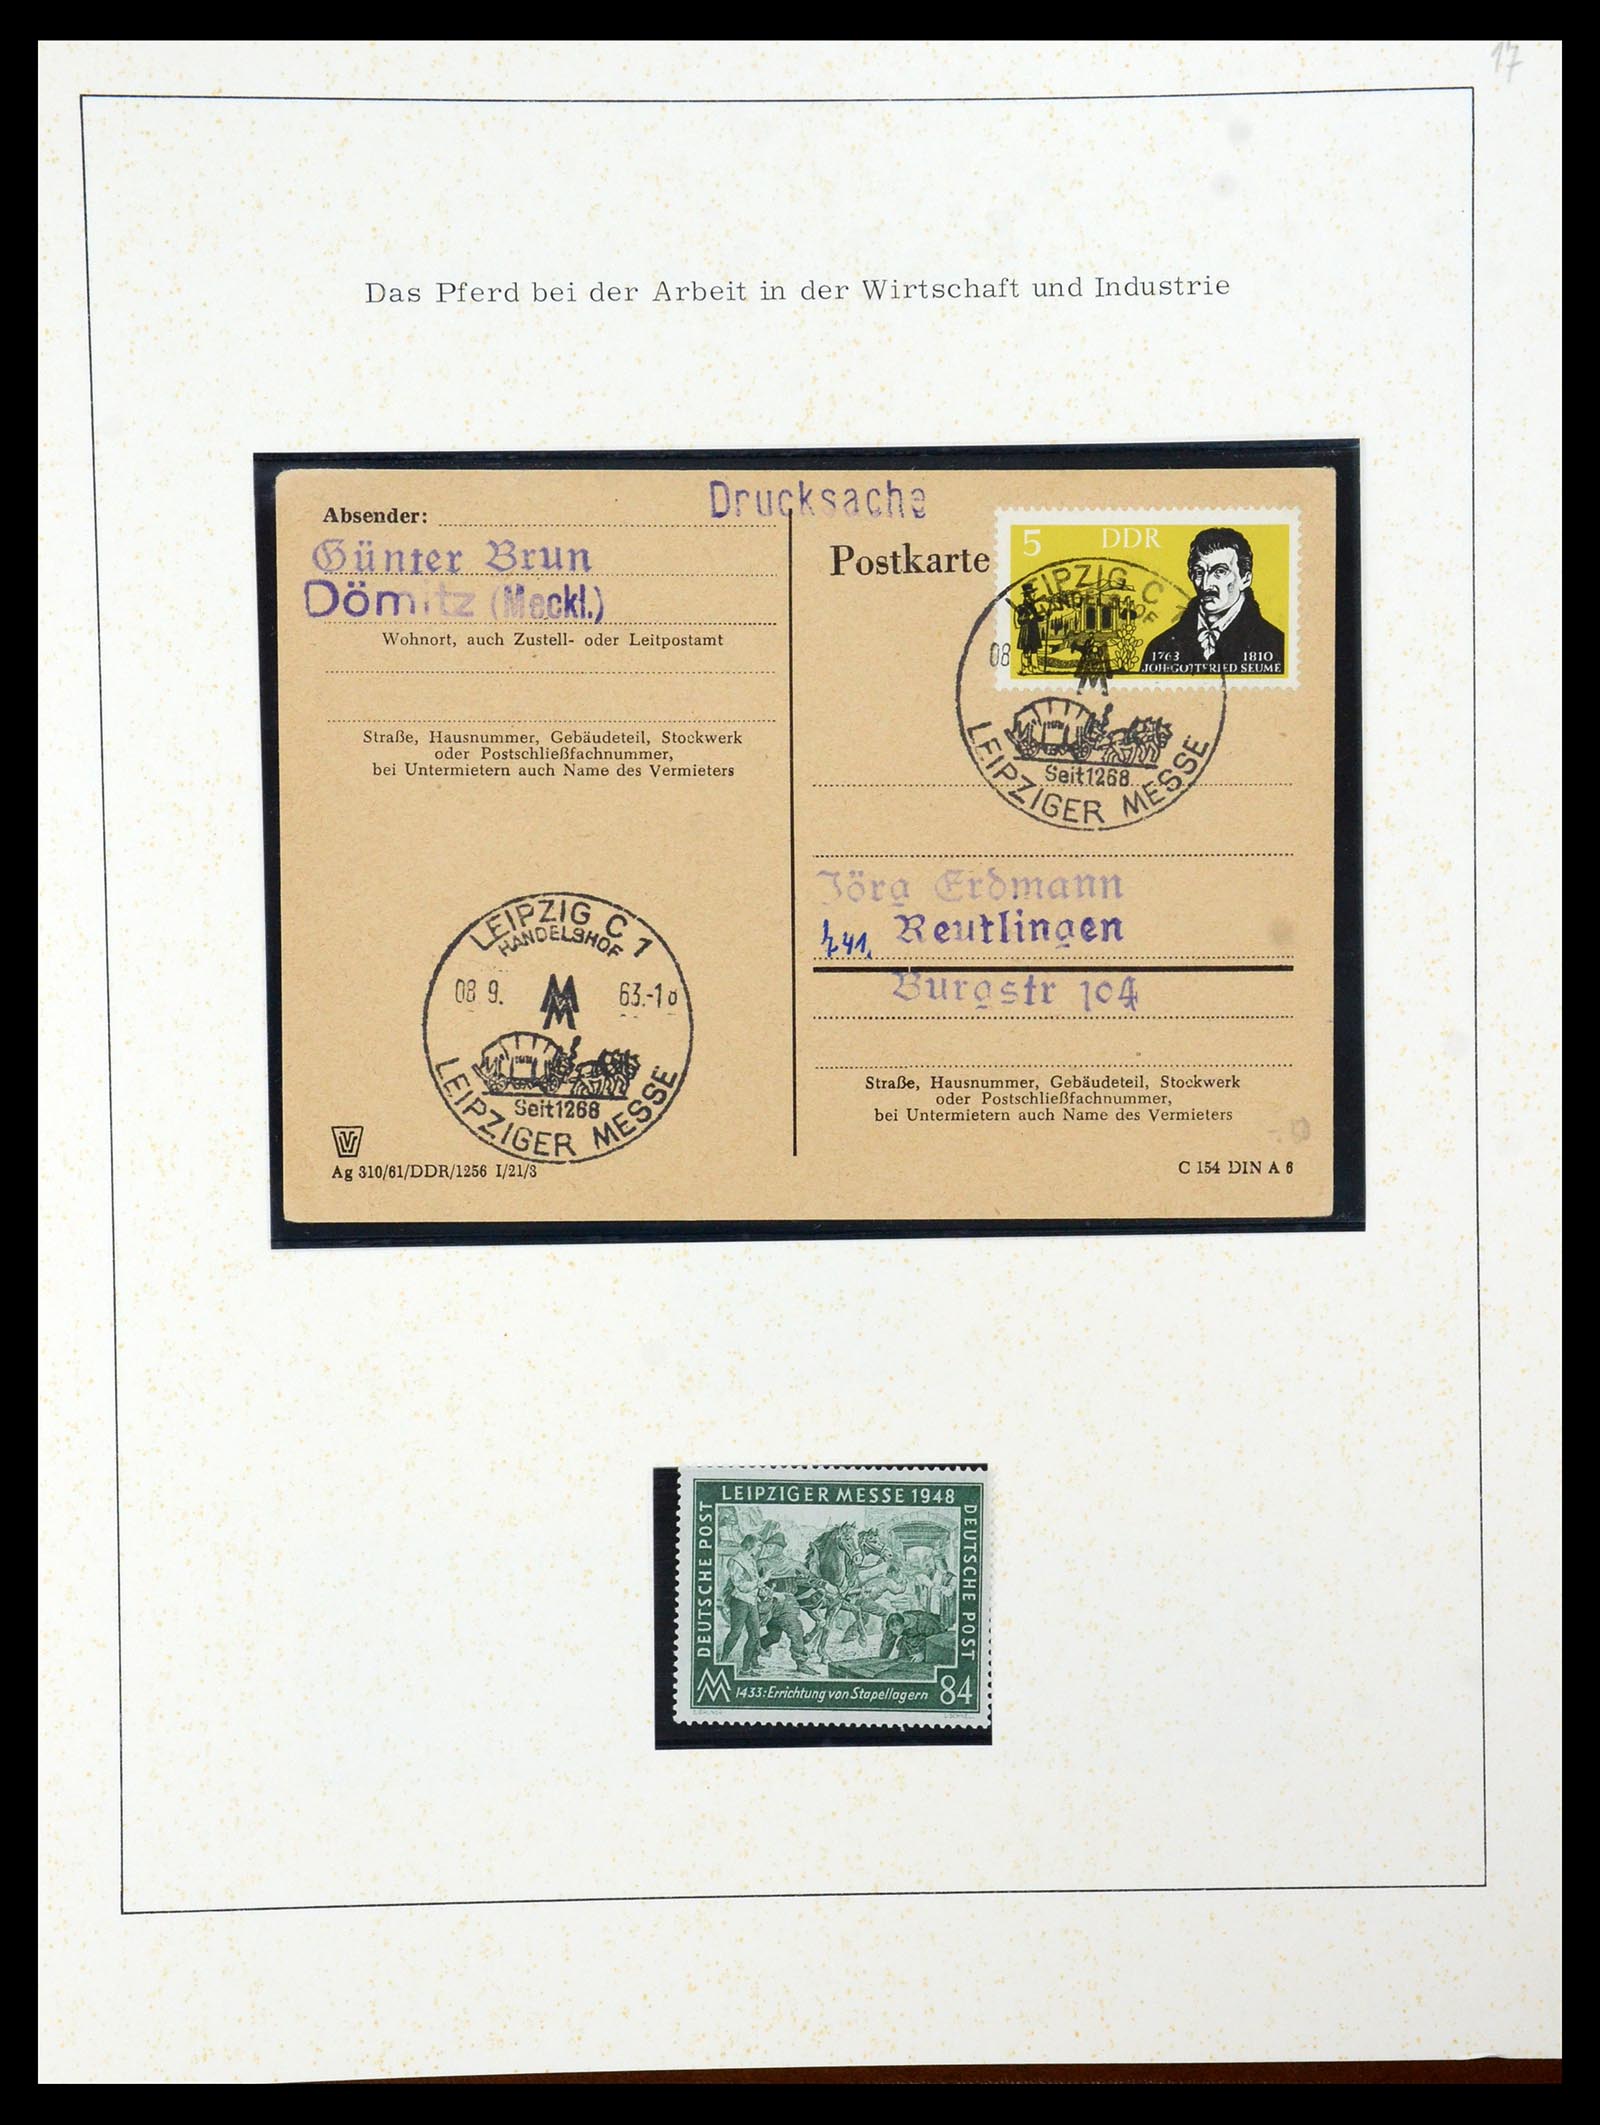 17
Das Pferd bei der Arbeit in der Wirtschaft und Industrie
Drucksache
Absender:
Günter Brun
Dömitz (Meckl.)
Wohnort, auch Zustell- oder Leitpostamt
Straße, Hausnummer, Gebäudeteil, Stockwerk
oder Postschließfachnummer,
bei Untermietern auch Name des Vermieters
LEIPZIG C 1
HANDELSHOF
08 9.
63.-18
Seit 1268
LEIPZIGER MESSE
Ag 310/61/DDR/1256 I/21/3
Postkarte
5 DDR
1763 1810
JOH·GOTTFRIED SEUME
LEIPZIG C 1
HANDELSHOF
08
Seit 1268
LEIPZIGER MESSE
Jörg Erdmann
741. Reutlingen
Burgstr 104
Straße, Hausnummer, Gebäudeteil, Stockwerk
oder Postschließfachnummer,
bei Untermietern auch Name des Vermieters
C 154 DIN A 6
LEIPZIGER MESSE 1948
DEUTSCHE POST
DEUTSCHE POST
1433: Errichtung von Stapellagern 84